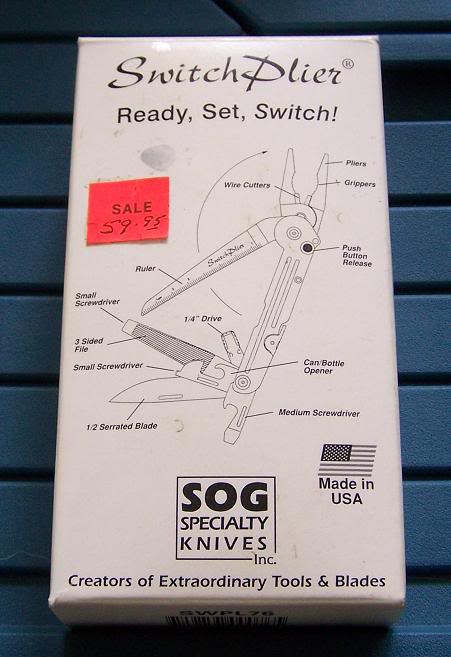 SwitchPlier®
Ready, Set, Switch!
Pliers
Wire Cutters
Grippers
SALE
59.95
SwitchPlier
Push
Button
Release
Ruler
Small
Screwdriver
1/4" Drive
3 Sided
File
Small Screwdriver
Can/Bottle
Opener
1/2 Serrated Blade
Medium Screwdriver
Made in
USA
SOG
SPECIALTY
KNIVES
Inc.
Creators of Extraordinary Tools & Blades
SWPL76